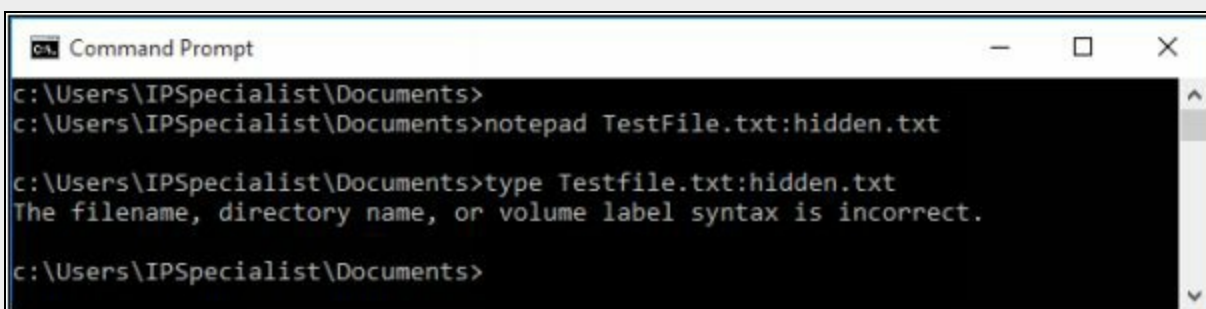 Command Prompt
c:\Users\IPSpecialist\Documents>
c:\Users\IPSpecialist\Documents>notepad TestFile.txt:hidden.txt
c:\Users\IPSpecialist\Documents>type Testfile.txt:hidden.txt
The filename, directory name, or volume label syntax is incorrect.
c:\Users\IPSpecialist\Documents>